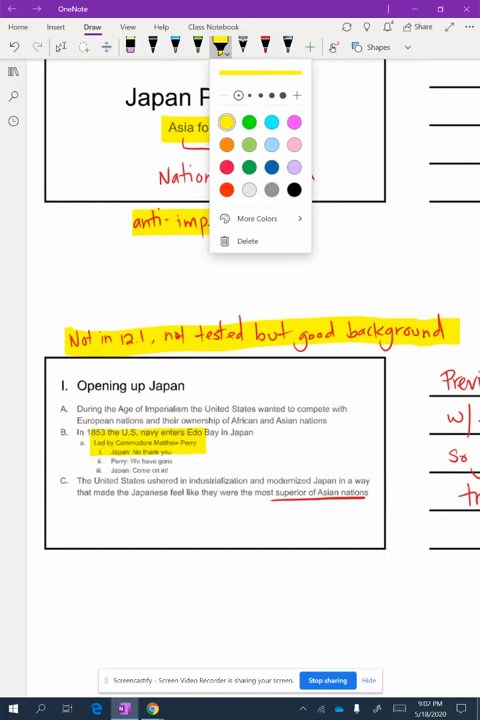 OneNote
Home Insert Draw View Help Class Notebook
Share
Shapes
Japan P
Asia fo
Nation
anti-imp
More Colors
Delete
Not in 12.1, not tested but good background
I. Opening up Japan
A. During the Age of Imperialism the United States wanted to compete with
European nations and their ownership of African and Asian nations
B. In 1853 the U.S. navy enters Edo Bay in Japan
a. Led by Commodore Matthew Perry
i. Japan: No thank you
ii. Perry: We have guns
iii. Japan: Come on in!
C. The United States ushered in industrialization and modernized Japan in a way
that made the Japanese feel like they were the most superior of Asian nations
Previ
w/
so
tr
Screencastify - Screen Video Recorder is sharing your screen.
Stop sharing
Hide
9:02 PM
5/18/2020